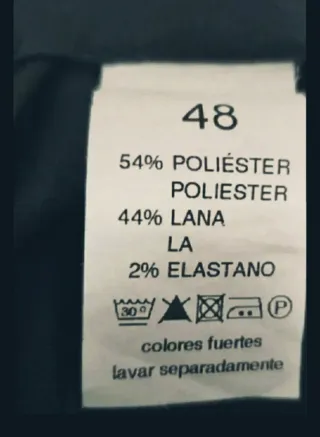 48
54% POLIÉSTER
POLIESTER
44% LANA
LA
2% ELASTANO
30° P
colores fuertes
lavar separadamente